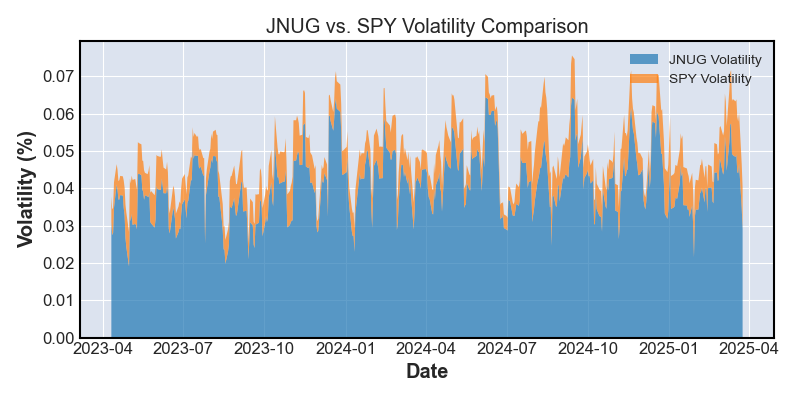 JNUG vs. SPY Volatility Comparison
JNUG Volatility
SPY Volatility
Volatility (%)
0.07
0.06
0.05
0.04
0.03
0.02
0.01
0.00
2023-04 2023-07 2023-10 2024-01 2024-04 2024-07 2024-10 2025-01 2025-04
Date